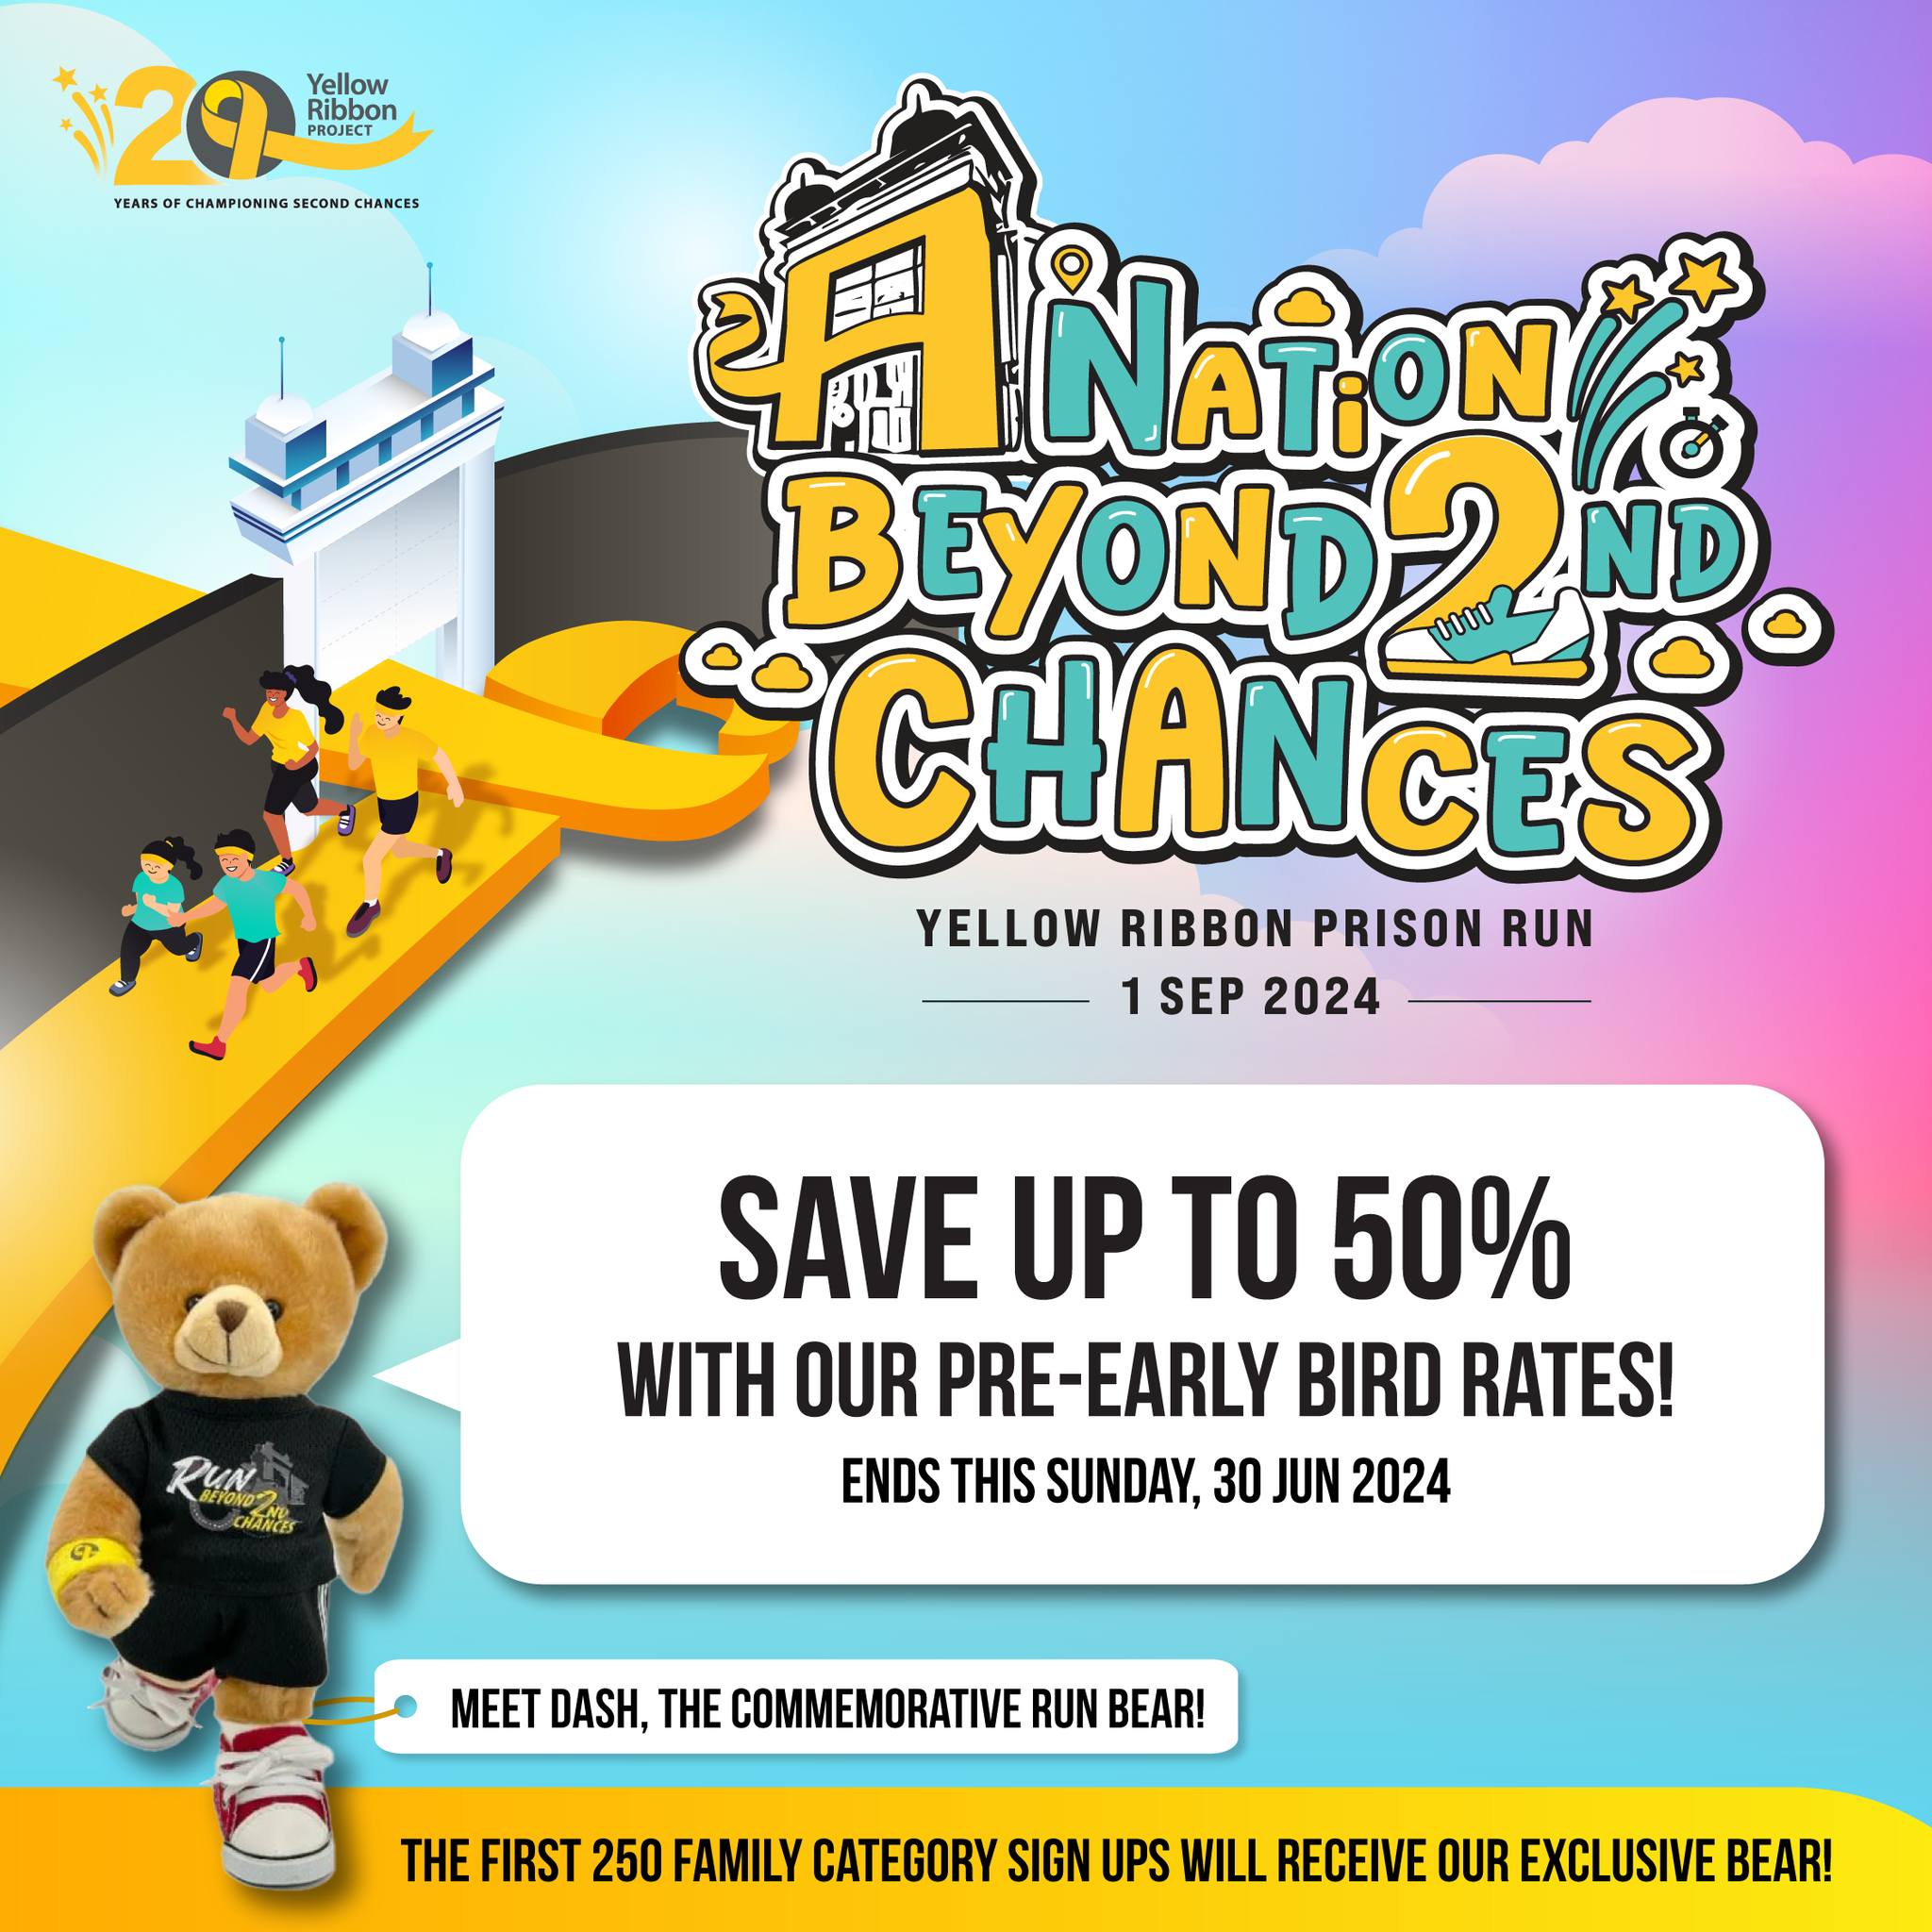 20
Yellow
Ribbon
PROJECT
YEARS OF CHAMPIONING SECOND CHANCES
A NATiON
BEYOND 2ND
CHANCES
YELLOW RIBBON PRISON RUN
1 SEP 2024
SAVE UP TO 50%
WITH OUR PRE-EARLY BIRD RATES!
ENDS THIS SUNDAY, 30 JUN 2024
RUN
BEYOND 2ND
CHANCES
MEET DASH, THE COMMEMORATIVE RUN BEAR!
THE FIRST 250 FAMILY CATEGORY SIGN UPS WILL RECEIVE OUR EXCLUSIVE BEAR!